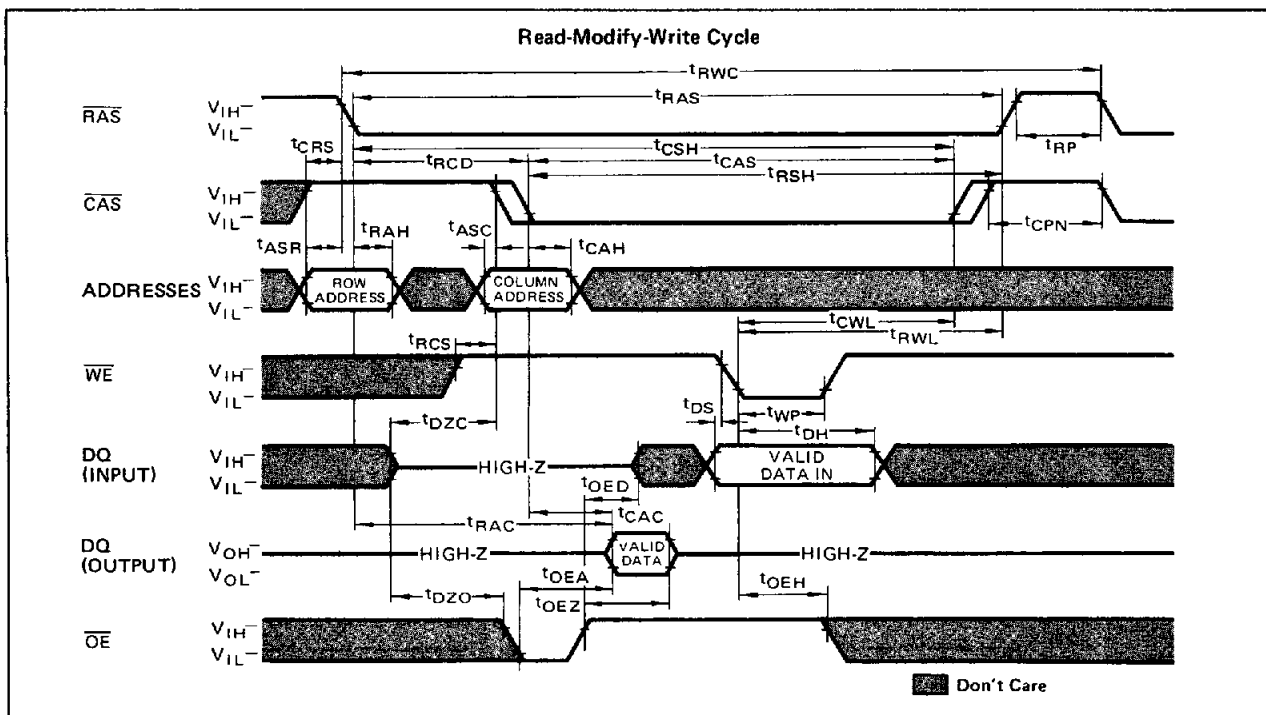 Read-Modify-Write Cycle
tRWC
RAS
VIH–
VIL–
tRAS
tCRS
tRP
tCSH
tRCD
tCAS
tRSH
CAS
VIH–
VIL–
tCPN
tASR
tRAH
tASC
tCAH
ADDRESSES
VIH–
VIL–
ROW ADDRESS
COLUMN ADDRESS
tCWL
tRWL
tRCS
WE
VIH–
VIL–
tDS
tWP
tDZC
tDH
DQ (INPUT)
VIH–
VIL–
HIGH-Z
VALID DATA IN
tOED
tCAC
tRAC
DQ (OUTPUT)
VOH–
VOL–
HIGH-Z
VALID DATA
HIGH-Z
tOEA
tDZO
tOEZ
tOEH
OE
VIH–
VIL–
Don't Care